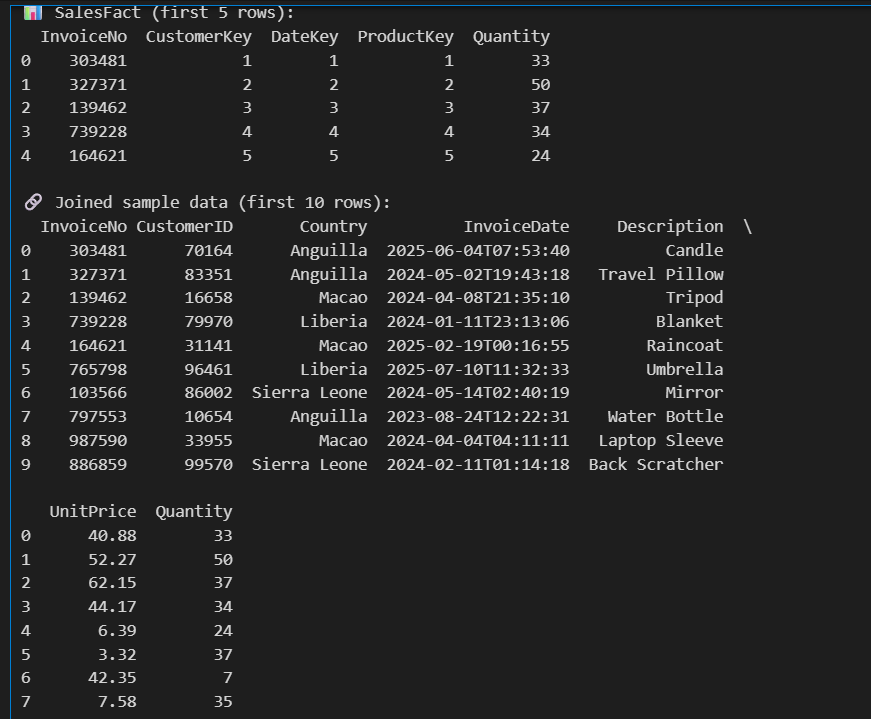 📊 SalesFact (first 5 rows):
InvoiceNo CustomerKey DateKey ProductKey Quantity
0 303481 1 1 1 33
1 327371 2 2 2 50
2 139462 3 3 3 37
3 739228 4 4 4 34
4 164621 5 5 5 24
🔗 Joined sample data (first 10 rows):
InvoiceNo CustomerID Country InvoiceDate Description \
0 303481 70164 Anguilla 2025-06-04T07:53:40 Candle
1 327371 83351 Anguilla 2024-05-02T19:43:18 Travel Pillow
2 139462 16658 Macao 2024-04-08T21:35:10 Tripod
3 739228 79970 Liberia 2024-01-11T23:13:06 Blanket
4 164621 31141 Macao 2025-02-19T00:16:55 Raincoat
5 765798 96461 Liberia 2025-07-10T11:32:33 Umbrella
6 103566 86002 Sierra Leone 2024-05-14T02:40:19 Mirror
7 797553 10654 Anguilla 2023-08-24T12:22:31 Water Bottle
8 987590 33955 Macao 2024-04-04T04:11:11 Laptop Sleeve
9 886859 99570 Sierra Leone 2024-02-11T01:14:18 Back Scratcher
UnitPrice Quantity
0 40.88 33
1 52.27 50
2 62.15 37
3 44.17 34
4 6.39 24
5 3.32 37
6 42.35 7
7 7.58 35